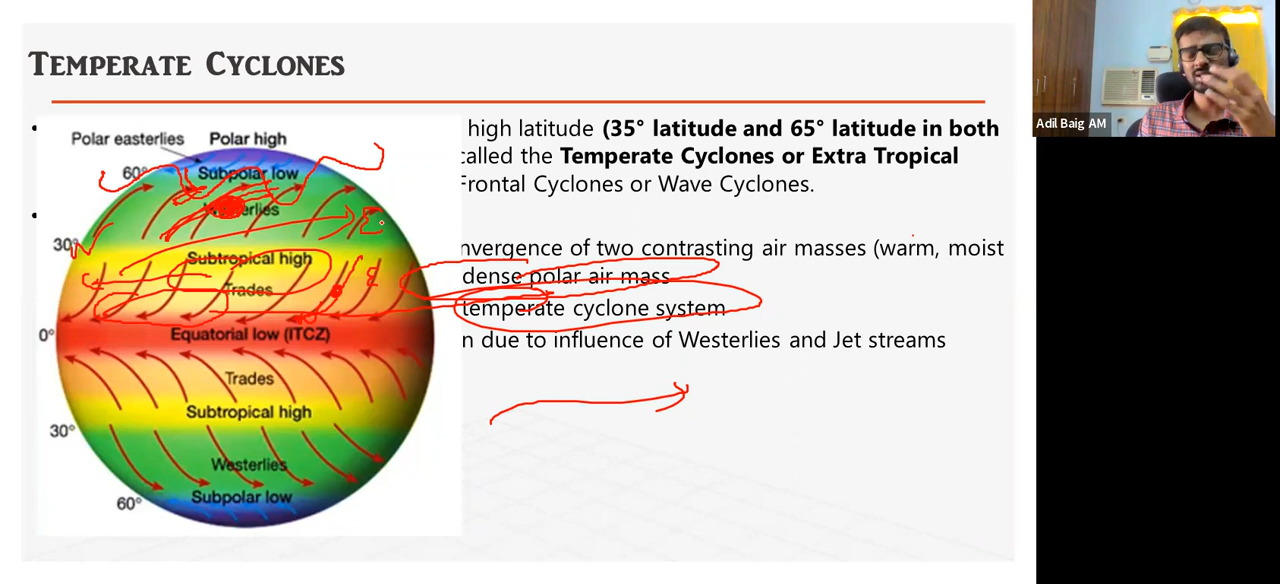 TEMPERATE CYCLONES
Adil Baig AM
Polar easterlies
Polar high
high latitude (35° latitude and 65° latitude in both
called the Temperate Cyclones or Extra Tropical
Frontal Cyclones or Wave Cyclones.
60°
Subpolar low
Westerlies
W
E
30°
Subtropical high
nvergence of two contrasting air masses (warm, moist
dense polar air mass
Trades
temperate cyclone system
0°
Equatorial low (ITCZ)
n due to influence of Westerlies and Jet streams
Trades
Subtropical high
30°
Westerlies
Subpolar low
60°